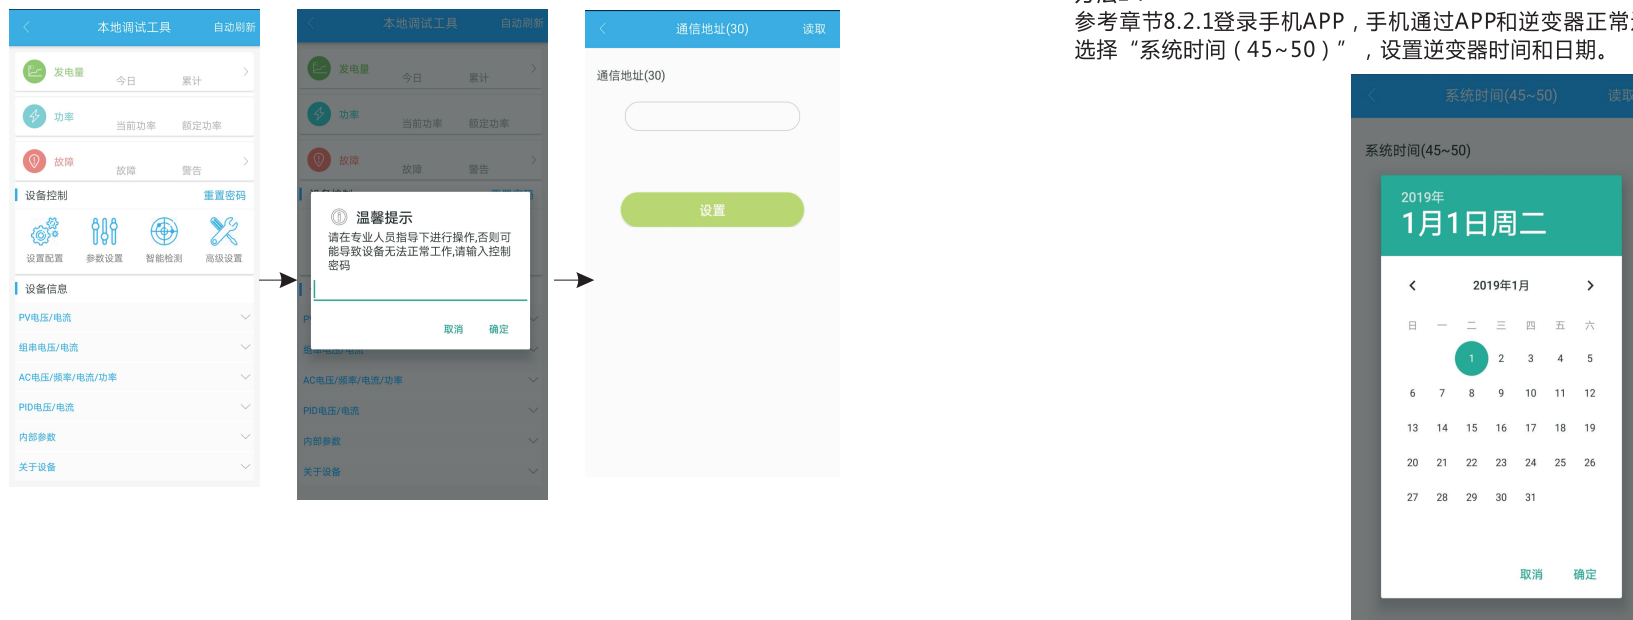 本地调试工具
自动刷新
发电量
今日
累计
功率
当前功率
额定功率
故障
故障
警告
设备控制
重置密码
设置配置
参数设置
智能检测
高级设置
设备信息
PV电压/电流
组串电压/电流
AC电压/频率/电流/功率
PID电压/电流
内部参数
关于设备
本地调试工具
自动刷新
发电量
今日
累计
功率
当前功率
额定功率
故障
故障
警告
温馨提示
请在专业人员指导下进行操作,否则可
能导致设备无法正常工作,请输入控制
密码
取消
确定
AC电压/频率/电流/功率
PID电压/电流
内部参数
关于设备
通信地址(30)
读取
通信地址(30)
设置
参考章节8.2.1登录手机APP，手机通过APP和逆变器正常
选择“系统时间（45~50）”，设置逆变器时间和日期。
系统时间(45~50)
读取
系统时间(45~50)
2019年
1月1日周二
2019年1月
日 一 二 三 四 五 六
1 2 3 4 5
6 7 8 9 10 11 12
13 14 15 16 17 18 19
20 21 22 23 24 25 26
27 28 29 30 31
取消
确定